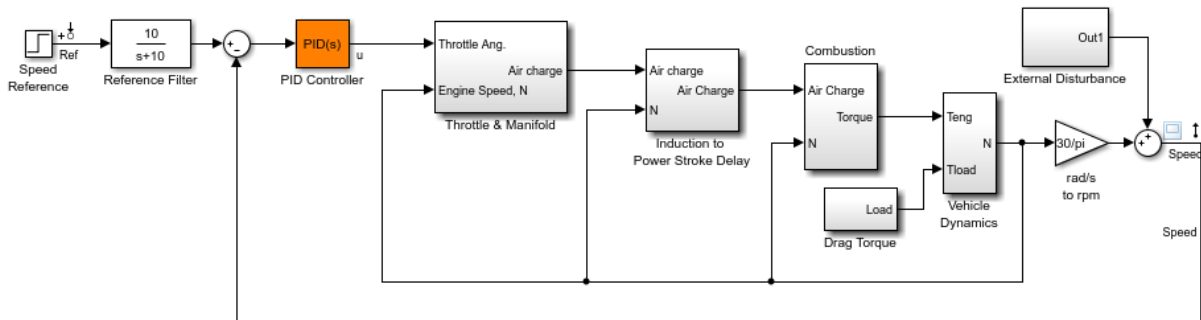 Ref
Speed
Reference
10
s+10
Reference Filter
PID(s)
u
PID Controller
Throttle Ang.
Air charge
Engine Speed, N
Throttle & Manifold
Air charge
Air Charge
N
Induction to
Power Stroke Delay
Combustion
Air Charge
Torque
N
Load
Drag Torque
Teng
N
Tload
Vehicle
Dynamics
Out1
External Disturbance
30/pi
rad/s
to rpm
Speed
Speed